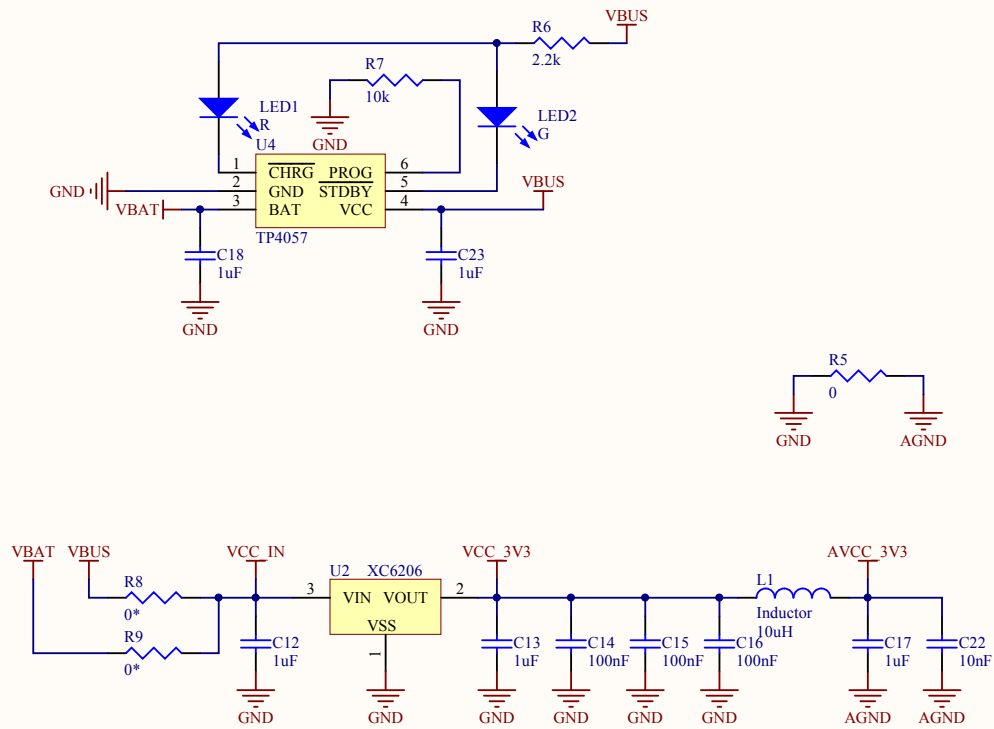 VBUS
R6
2.2k
R7
10k
GND
LED1
R
LED2
G
U4
1
CHRG
PROG
6
GND
2
GND
STDBY
5
VBAT
3
BAT
VCC
4
VBUS
TP4057
C18
1uF
GND
C23
1uF
GND
R5
0
GND
AGND
VBAT
VBUS
VCC_IN
VCC_3V3
AVCC_3V3
R8
0*
R9
0*
U2
XC6206
3
VIN
VOUT
2
VSS
1
L1
Inductor
10uH
C12
1uF
C13
1uF
C14
100nF
C15
100nF
C16
100nF
C17
1uF
C22
10nF
GND
GND
GND
GND
GND
GND
AGND
AGND